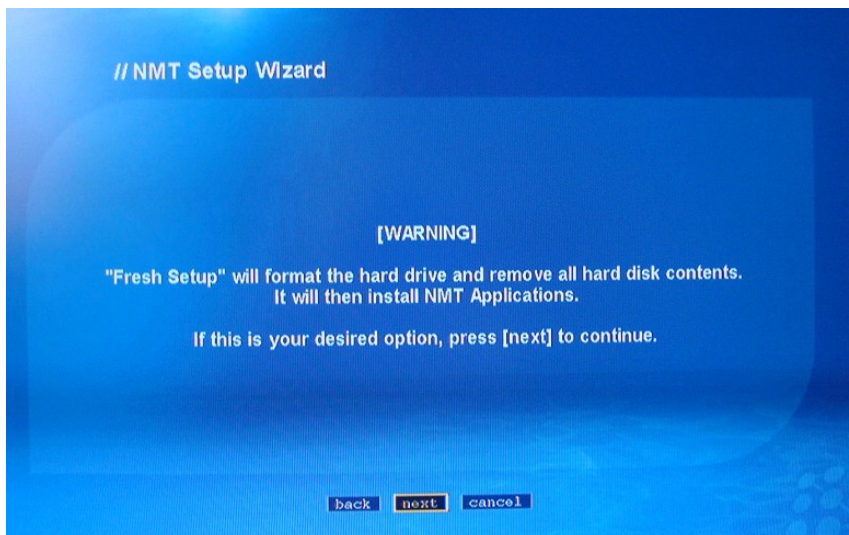 // NMT Setup Wizard
[WARNING]
"Fresh Setup" will format the hard drive and remove all hard disk contents.
It will then install NMT Applications.
If this is your desired option, press [next] to continue.
back next cancel